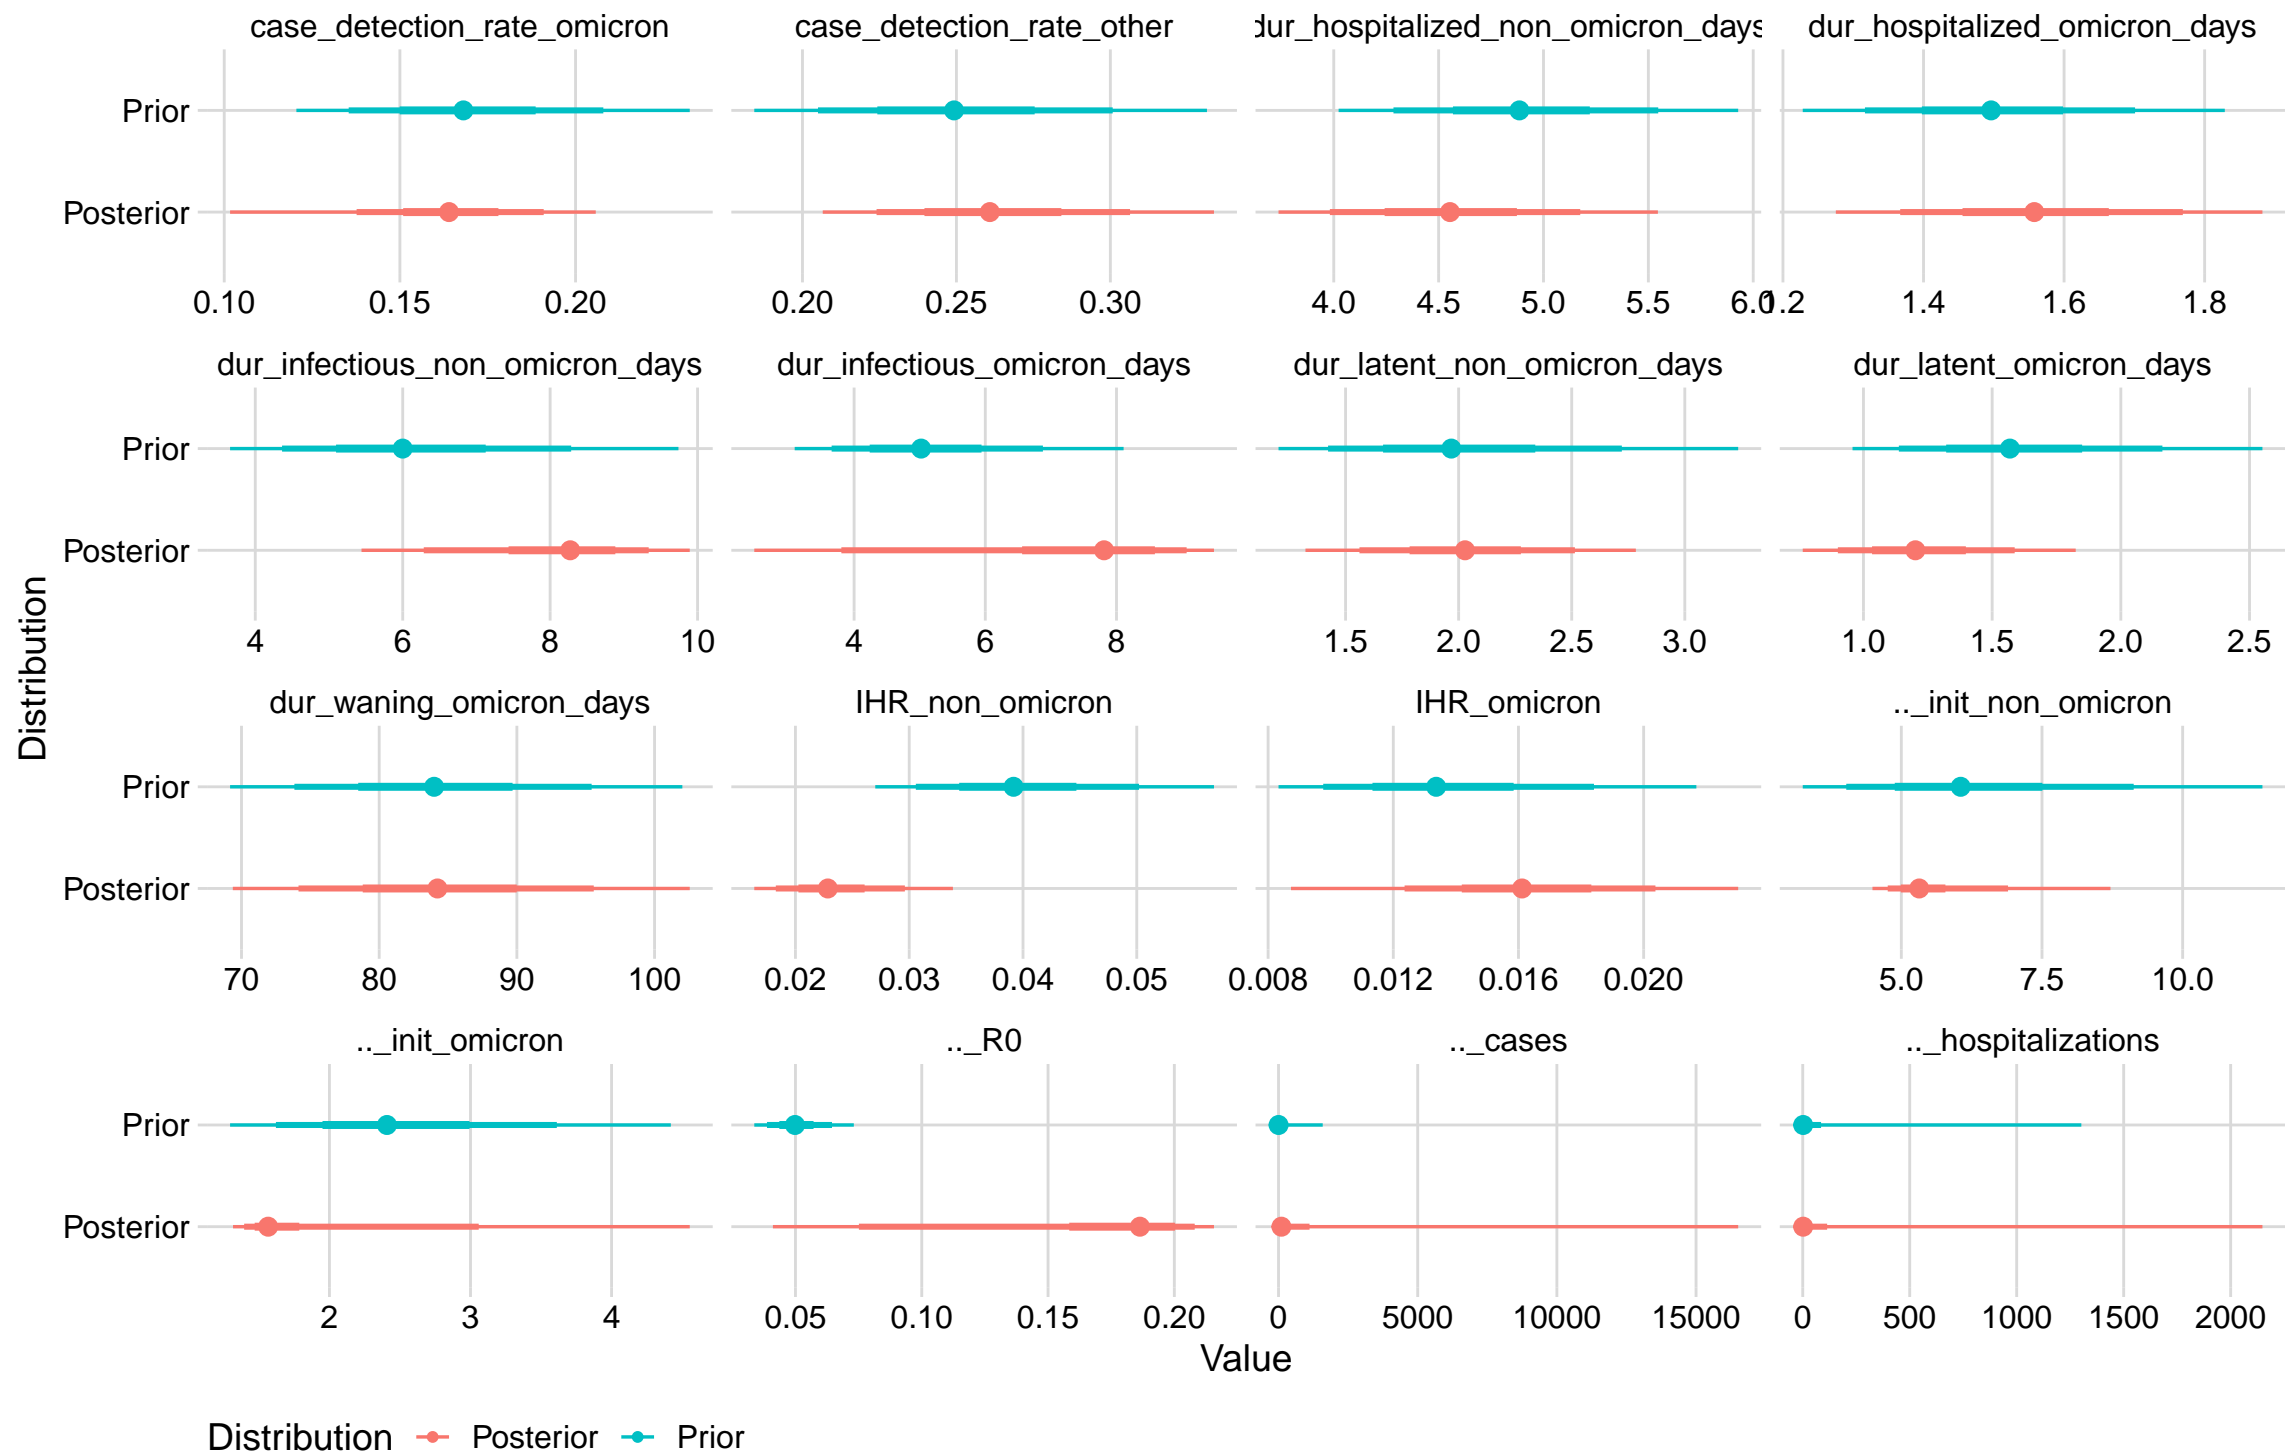 case_detection_rate_omicron case_detection_rate_other dur_hospitalized_non_omicron_days dur_hospitalized_omicron_days
Prior
Posterior
0.10 0.15 0.20 0.20 0.25 0.30 4.0 4.5 5.0 5.5 6.0 1.2 1.4 1.6 1.8
dur_infectious_non_omicron_days dur_infectious_omicron_days dur_latent_non_omicron_days dur_latent_omicron_days
Prior
Posterior
4 6 8 10 4 6 8 1.5 2.0 2.5 3.0 1.0 1.5 2.0 2.5
Distribution
dur_waning_omicron_days IHR_non_omicron IHR_omicron .._init_non_omicron
Prior
Posterior
70 80 90 100 0.02 0.03 0.04 0.05 0.008 0.012 0.016 0.020 5.0 7.5 10.0
.._init_omicron .._R0 .._cases .._hospitalizations
Prior
Posterior
2 3 4 0.05 0.10 0.15 0.20 0 5000 10000 15000 0 500 1000 1500 2000
Value
Distribution Posterior Prior